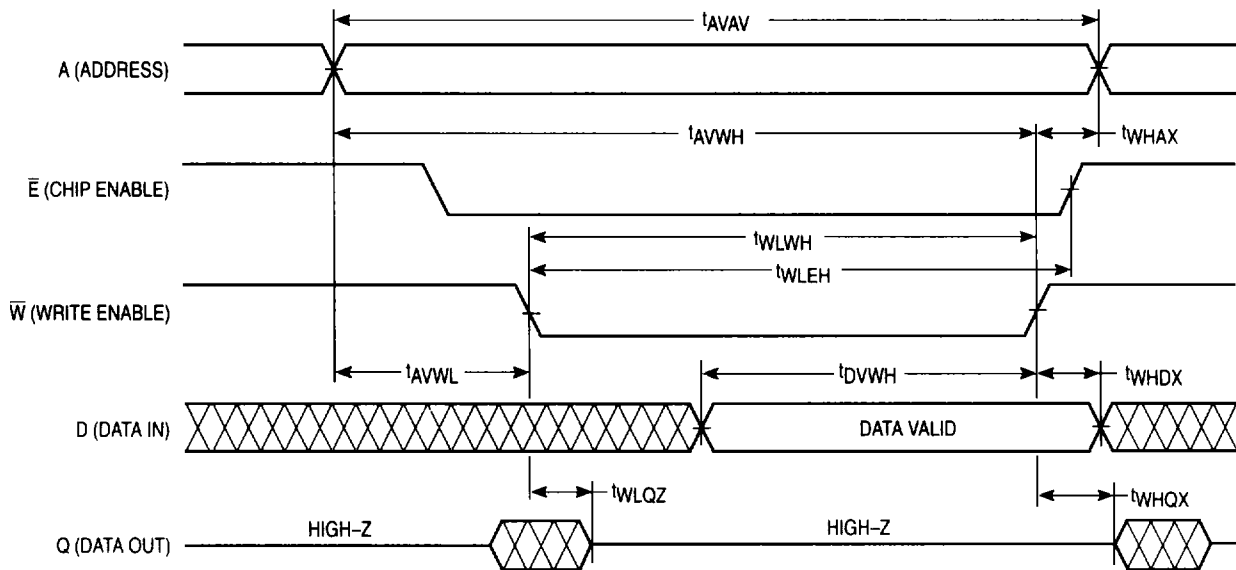 tAVAV
A (ADDRESS)
tAVWH
tWHAX
E̅ (CHIP ENABLE)
tWLWH
tWLEH
W̅ (WRITE ENABLE)
tAVWL
tDVWH
tWHDX
D (DATA IN)
DATA VALID
tWLQZ
tWHQX
HIGH–Z
HIGH–Z
Q (DATA OUT)